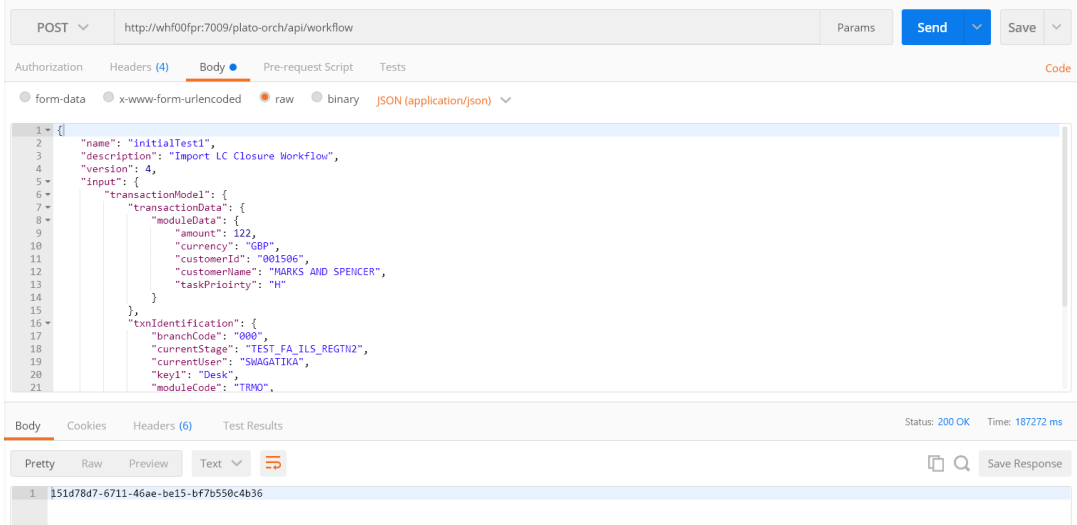 POST http://whf00fpr:7009/plato-orch/api/workflow Params Send Save
Authorization Headers (4) Body Pre-request Script Tests Code
form-data x-www-form-urlencoded raw binary JSON (application/json)
1 {
2 "name": "initialTest1",
3 "description": "Import LC Closure Workflow",
4 "version": 4,
5 "input": {
6 "transactionModel": {
7 "transactionData": {
8 "moduleData": {
9 "amount": 122,
10 "currency": "GBP",
11 "customerId": "001506",
12 "customerName": "MARKS AND SPENCER",
13 "taskPrioirty": "H"
14 }
15 },
16 "txnIdentification": {
17 "branchCode": "000",
18 "currentStage": "TEST_FA_ILS_REGTN2",
19 "currentUser": "SWAGATIKA",
20 "key1": "Desk",
21 "moduleCode": "TRMO",
Body Cookies Headers (6) Test Results Status: 200 OK Time: 187272 ms
Pretty Raw Preview Text Save Response
1 151d78d7-6711-46ae-be15-bf7b550c4b36